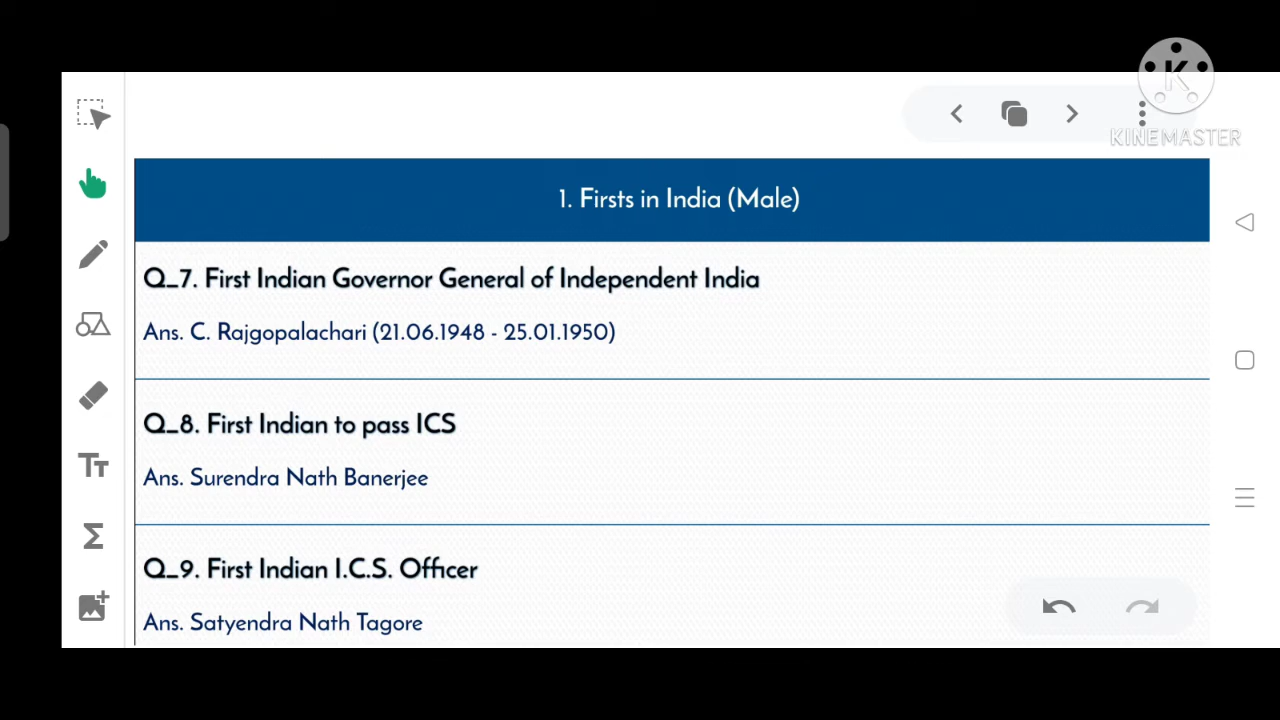 KINEMASTER
1. Firsts in India (Male)
Q_7. First Indian Governor General of Independent India
Ans. C. Rajgopalachari (21.06.1948 - 25.01.1950)
Q_8. First Indian to pass ICS
Ans. Surendra Nath Banerjee
Q_9. First Indian I.C.S. Officer
Ans. Satyendra Nath Tagore